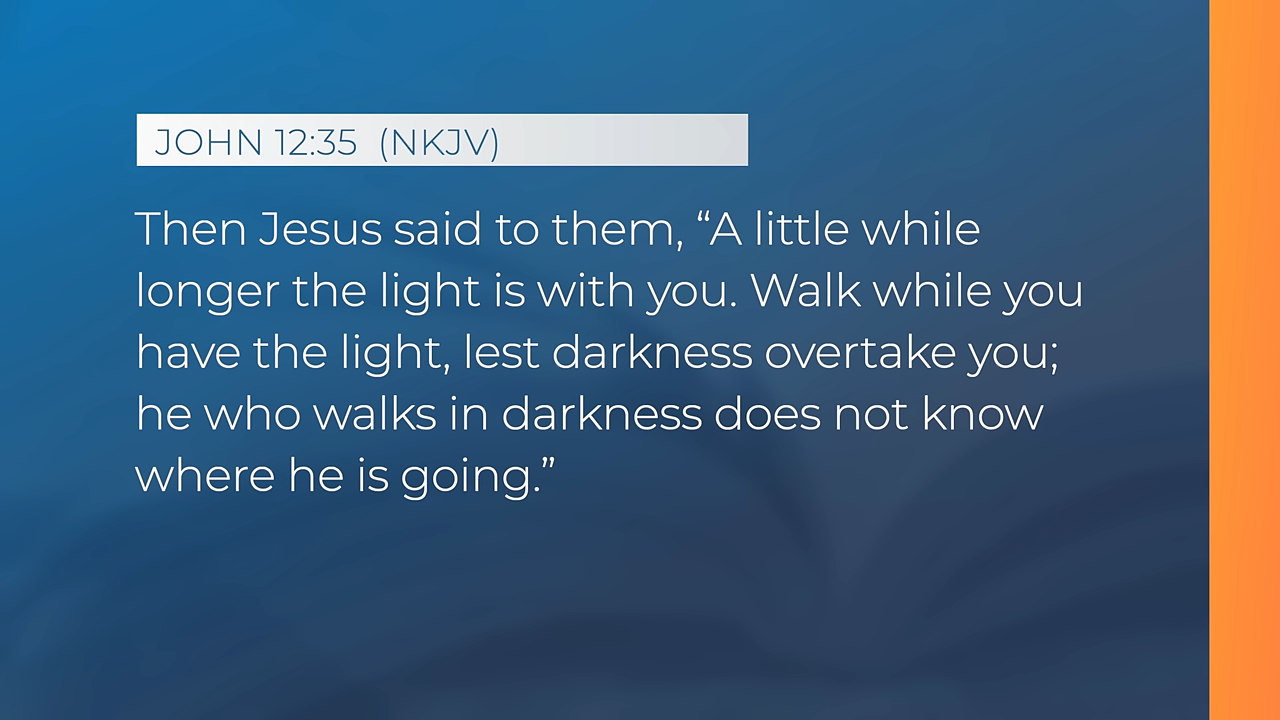 JOHN 12:35 (NKJV)
Then Jesus said to them, “A little while
longer the light is with you. Walk while you
have the light, lest darkness overtake you;
he who walks in darkness does not know
where he is going.”